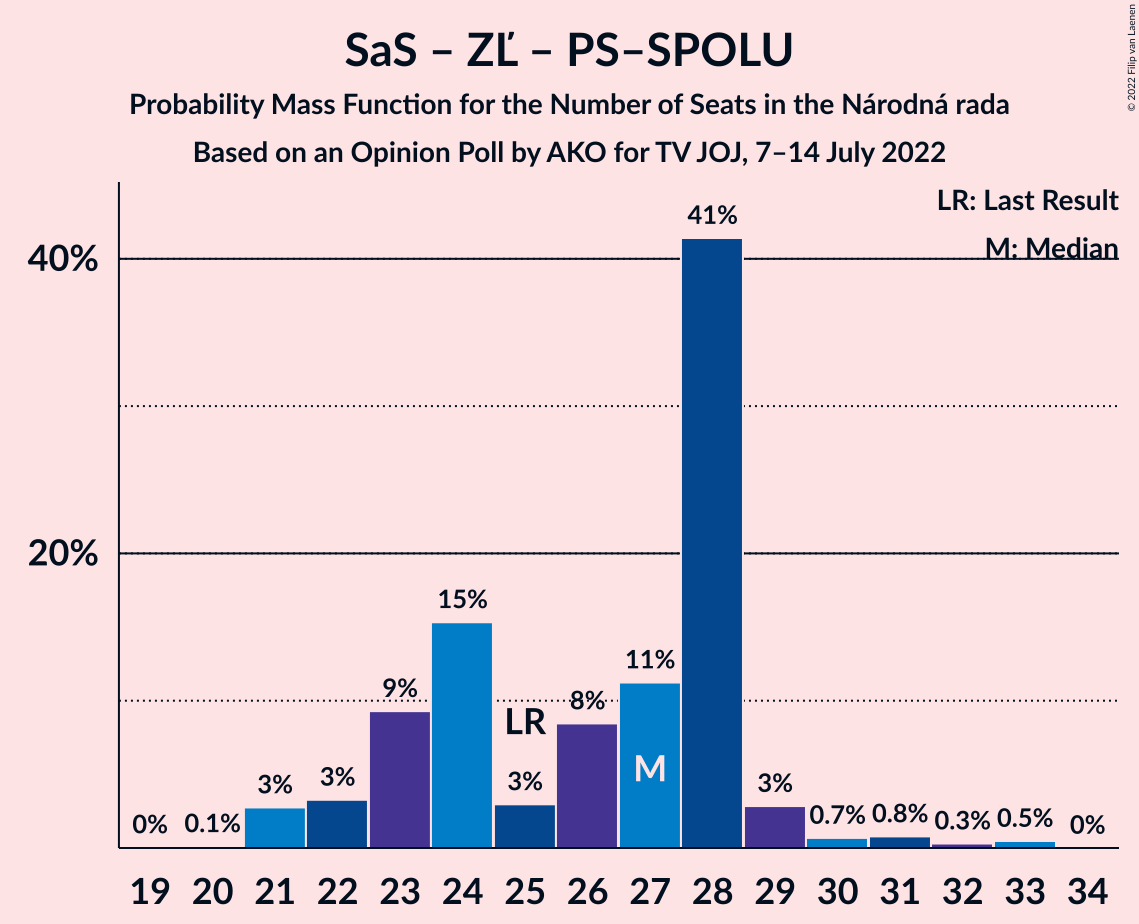 SaS – ZĽ – PS–SPOLU
Probability Mass Function for the Number of Seats in the Národná rada
Based on an Opinion Poll by AKO for TV JOJ, 7–14 July 2022
© 2022 Filip van Laenen
LR: Last Result
M: Median
40%
20%
0%
0.1%
3%
3%
9%
15%
LR
3%
8%
11%
M
41%
3%
0.7%
0.8%
0.3%
0.5%
0%
19 20 21 22 23 24 25 26 27 28 29 30 31 32 33 34